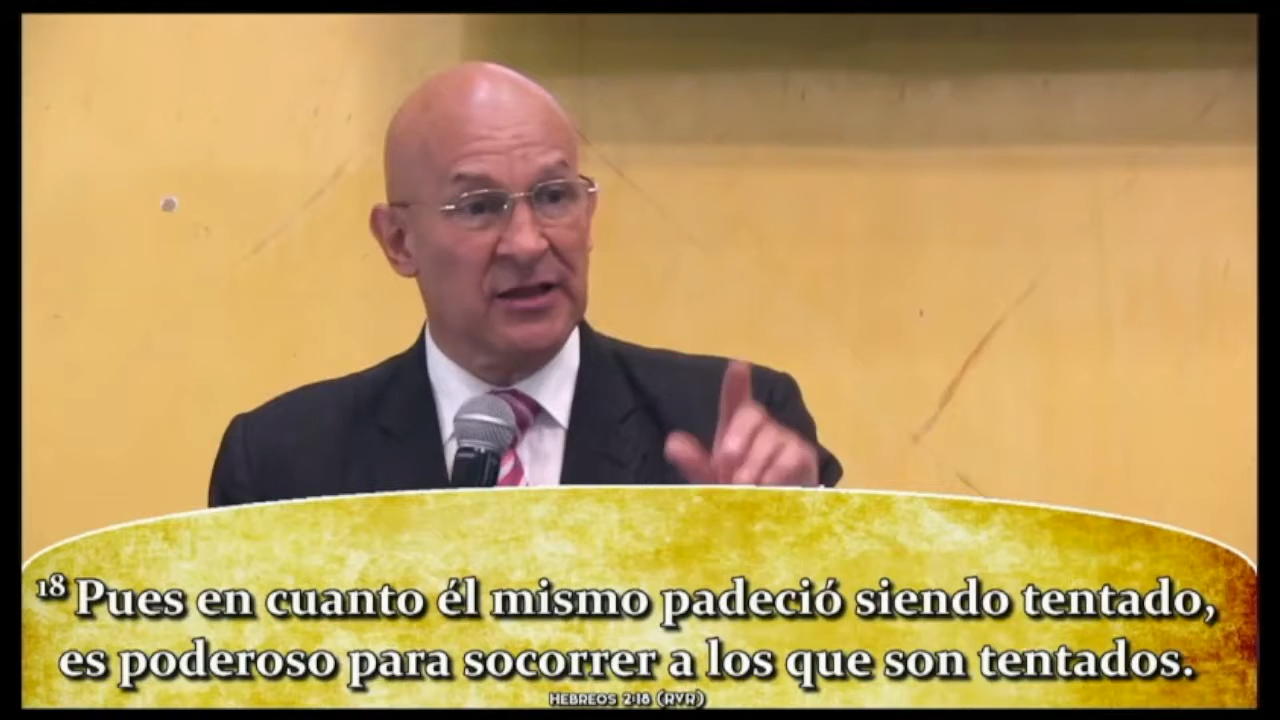 18 Pues en cuanto él mismo padeció siendo tentado,
es poderoso para socorrer a los que son tentados.
HEBREOS 2:18 (RVR)